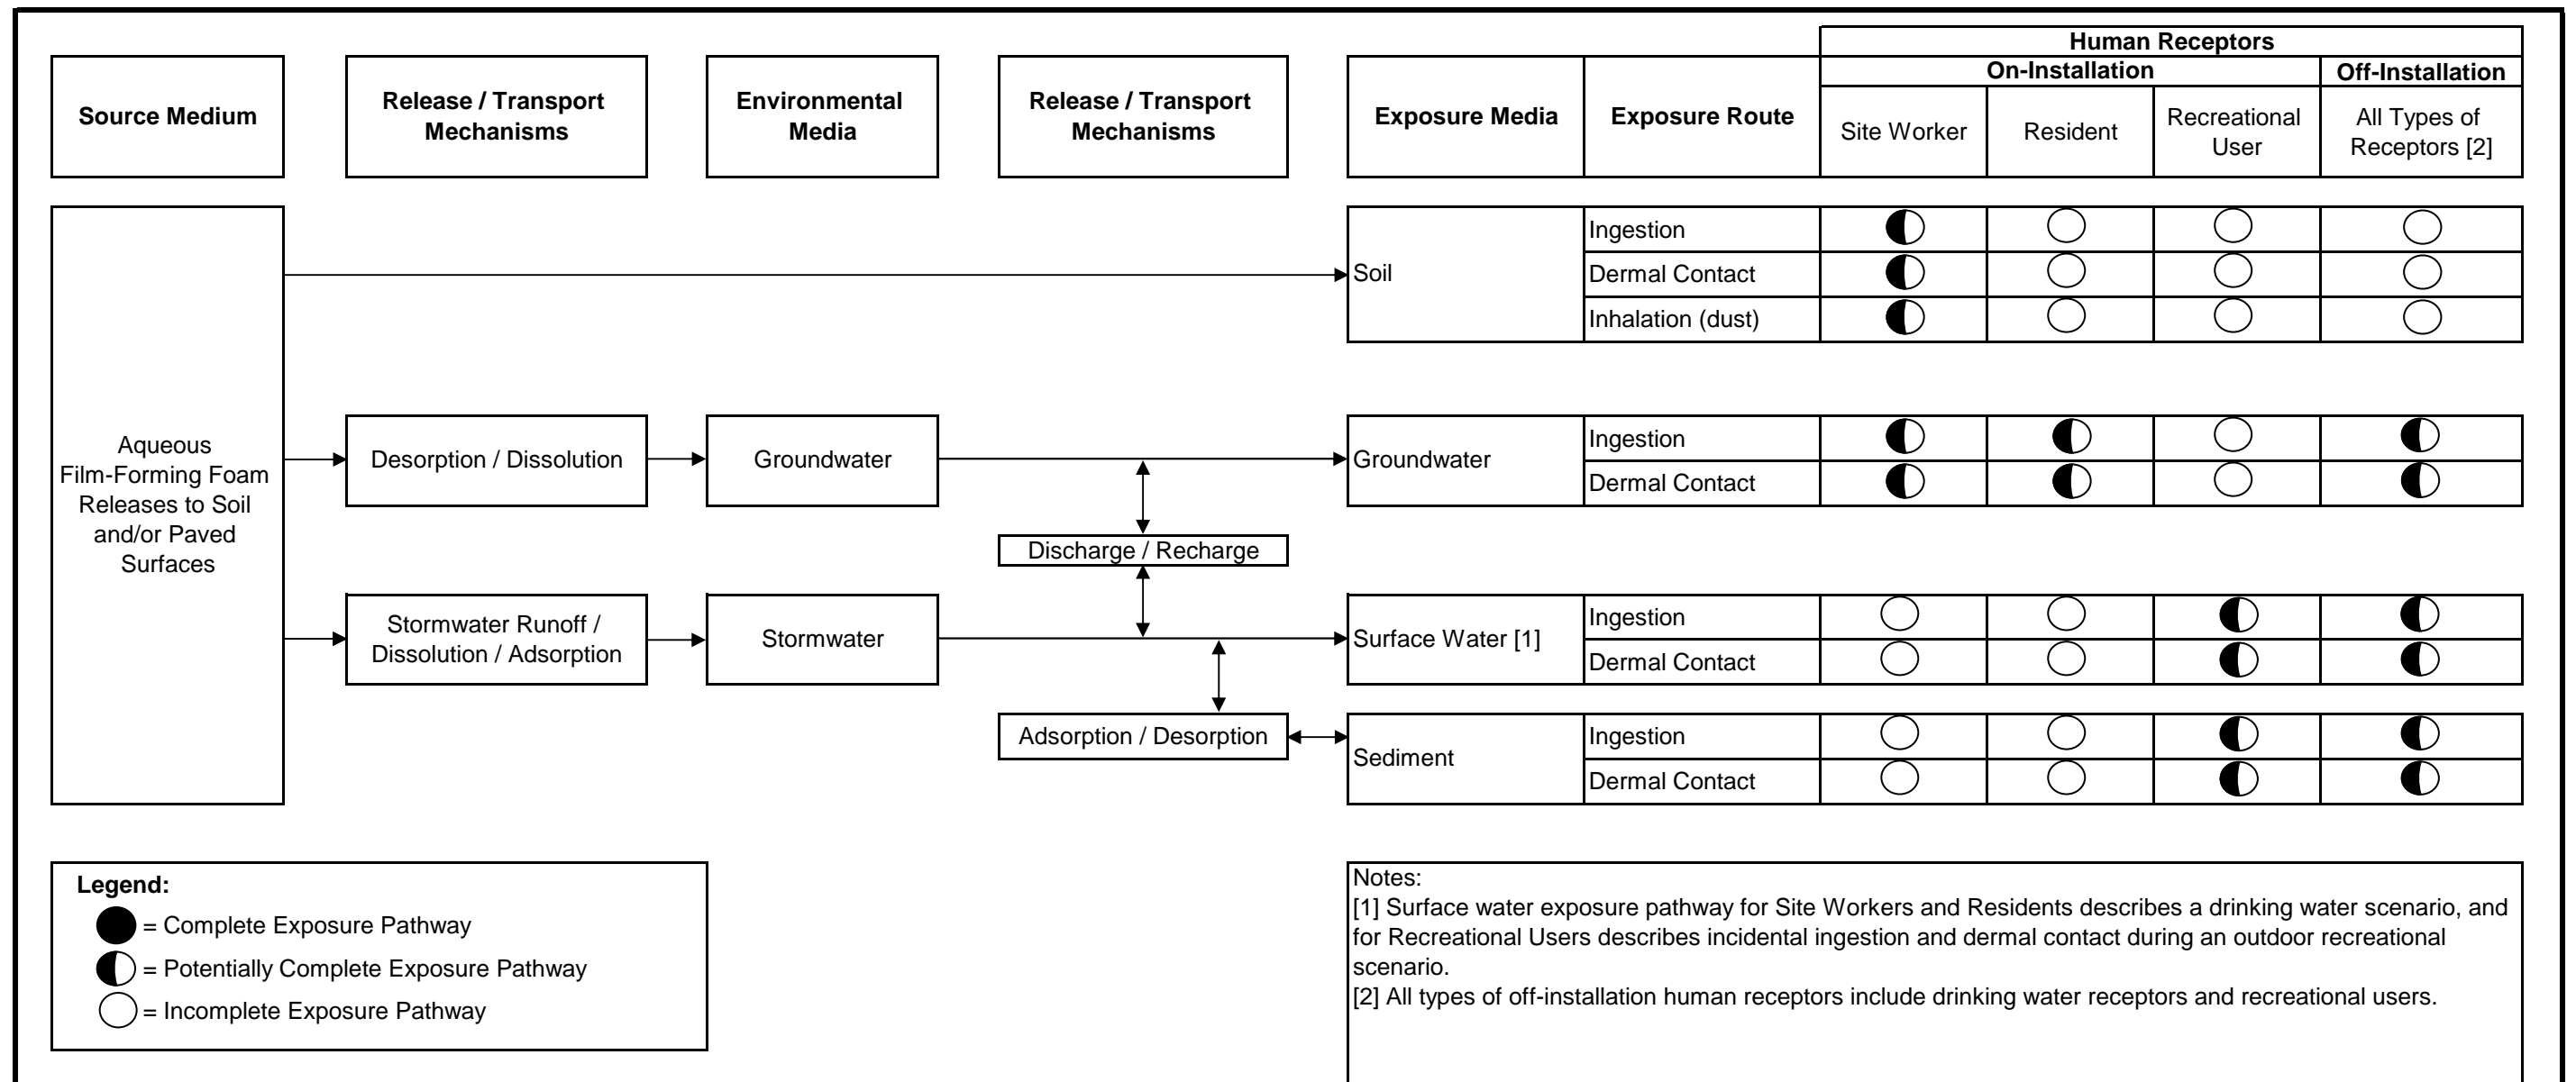 Human Receptors
On-Installation
Off-Installation
Source Medium
Release / Transport
Mechanisms
Environmental
Media
Release / Transport
Mechanisms
Exposure Media
Exposure Route
Site Worker
Resident
Recreational
User
All Types of
Receptors [2]
Aqueous
Film-Forming Foam
Releases to Soil
and/or Paved
Surfaces
Soil
Ingestion
Dermal Contact
Inhalation (dust)
Desorption / Dissolution
Groundwater
Groundwater
Ingestion
Dermal Contact
Discharge / Recharge
Stormwater Runoff /
Dissolution / Adsorption
Stormwater
Surface Water [1]
Ingestion
Dermal Contact
Adsorption / Desorption
Sediment
Ingestion
Dermal Contact
Legend:
= Complete Exposure Pathway
= Potentially Complete Exposure Pathway
= Incomplete Exposure Pathway
Notes:
[1] Surface water exposure pathway for Site Workers and Residents describes a drinking water scenario, and
for Recreational Users describes incidental ingestion and dermal contact during an outdoor recreational
scenario.
[2] All types of off-installation human receptors include drinking water receptors and recreational users.